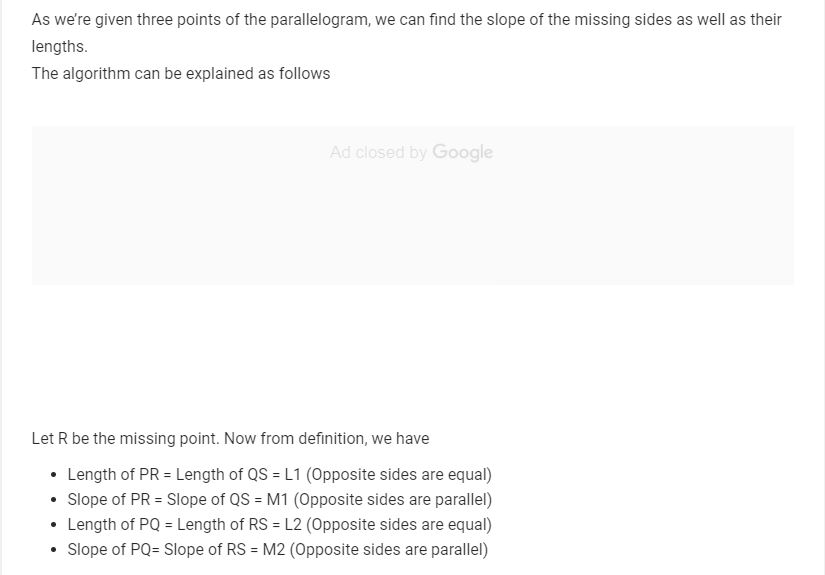 As we're given three points of the parallelogram, we can find the slope of the missing sides as well as their
lengths.
The algorithm can be explained as follows
Ad closed by Google
Let R be the missing point. Now from definition, we have
• Length of PR = Length of QS = L1 (Opposite sides are equal)
• Slope of PR = Slope of QS = M1 (Opposite sides are parallel)
• Length of PQ = Length of RS = L2 (Opposite sides are equal)
• Slope of PQ= Slope of RS = M2 (Opposite sides are parallel)